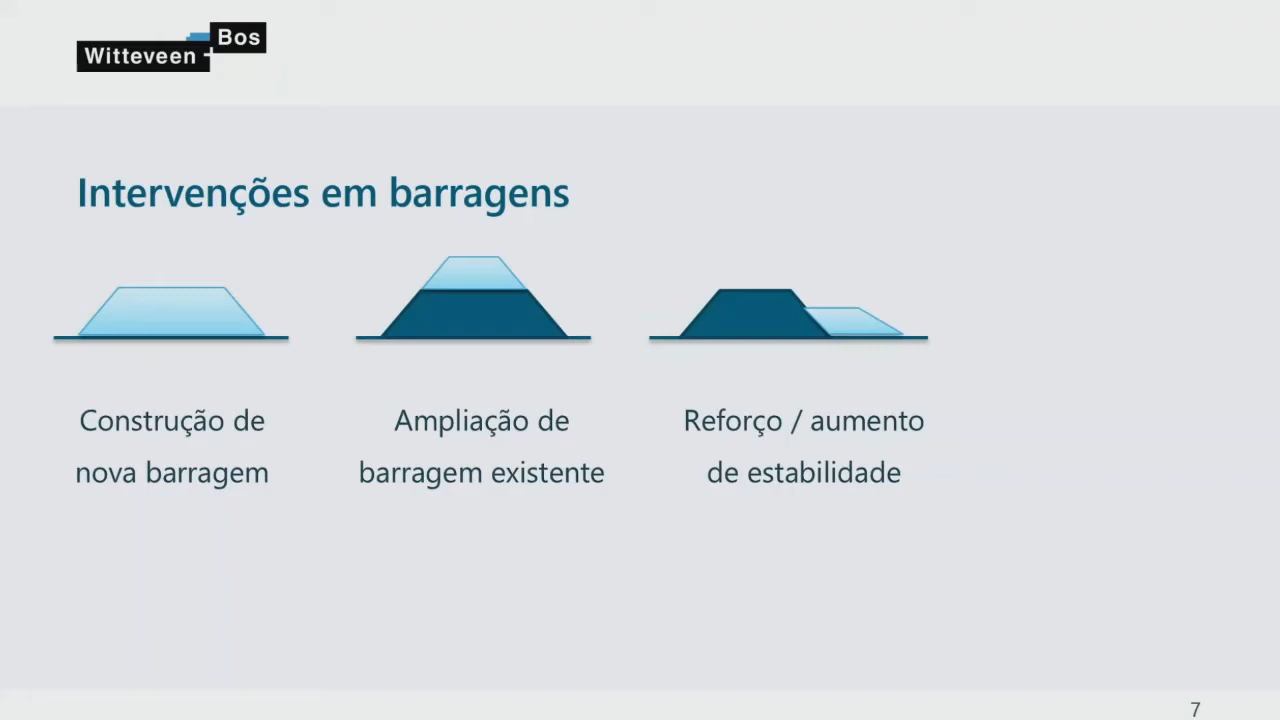 Witteveen + Bos
Intervenções em barragens
Construção de
nova barragem
Ampliação de
barragem existente
Reforço / aumento
de estabilidade
7